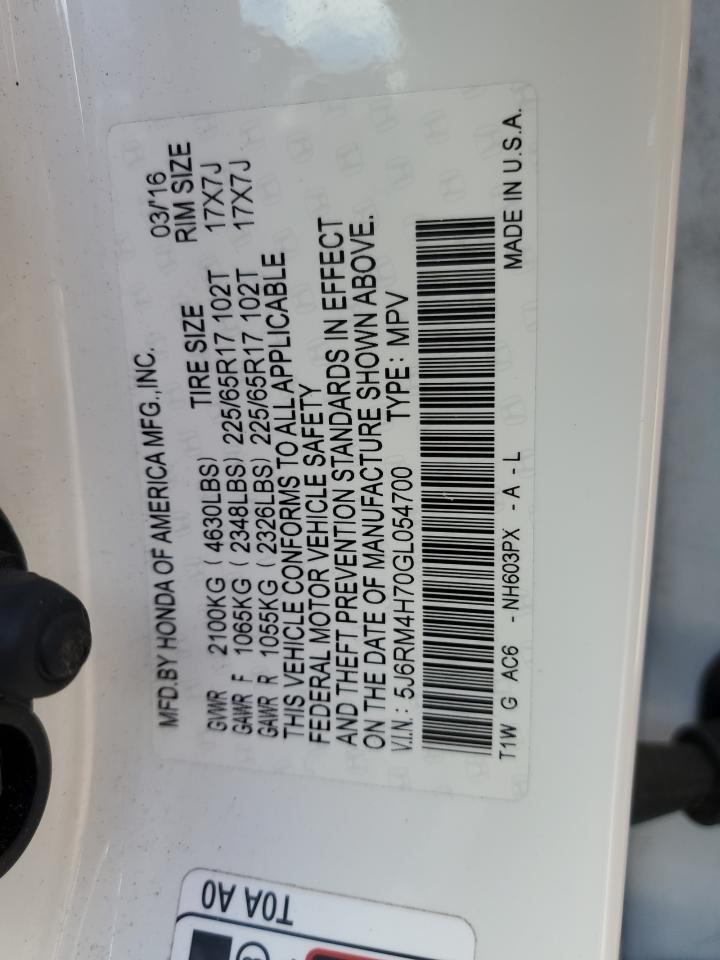 MFD.BY HONDA OF AMERICA MFG.,INC. 03/'16
TIRE SIZE RIM SIZE
GVWR 2100KG ( 4630LBS)
GAWR F 1065KG ( 2348LBS) 225/65R17 102T 17X7J
GAWR R 1055KG ( 2326LBS) 225/65R17 102T 17X7J
THIS VEHICLE CONFORMS TO ALL APPLICABLE
FEDERAL MOTOR VEHICLE SAFETY
AND THEFT PREVENTION STANDARDS IN EFFECT
ON THE DATE OF MANUFACTURE SHOWN ABOVE.
V.I.N.: 5J6RM4H70GL054700 TYPE: MPV
T1W G AC6 - NH603PX - A - L MADE IN U.S.A.
T0A A0